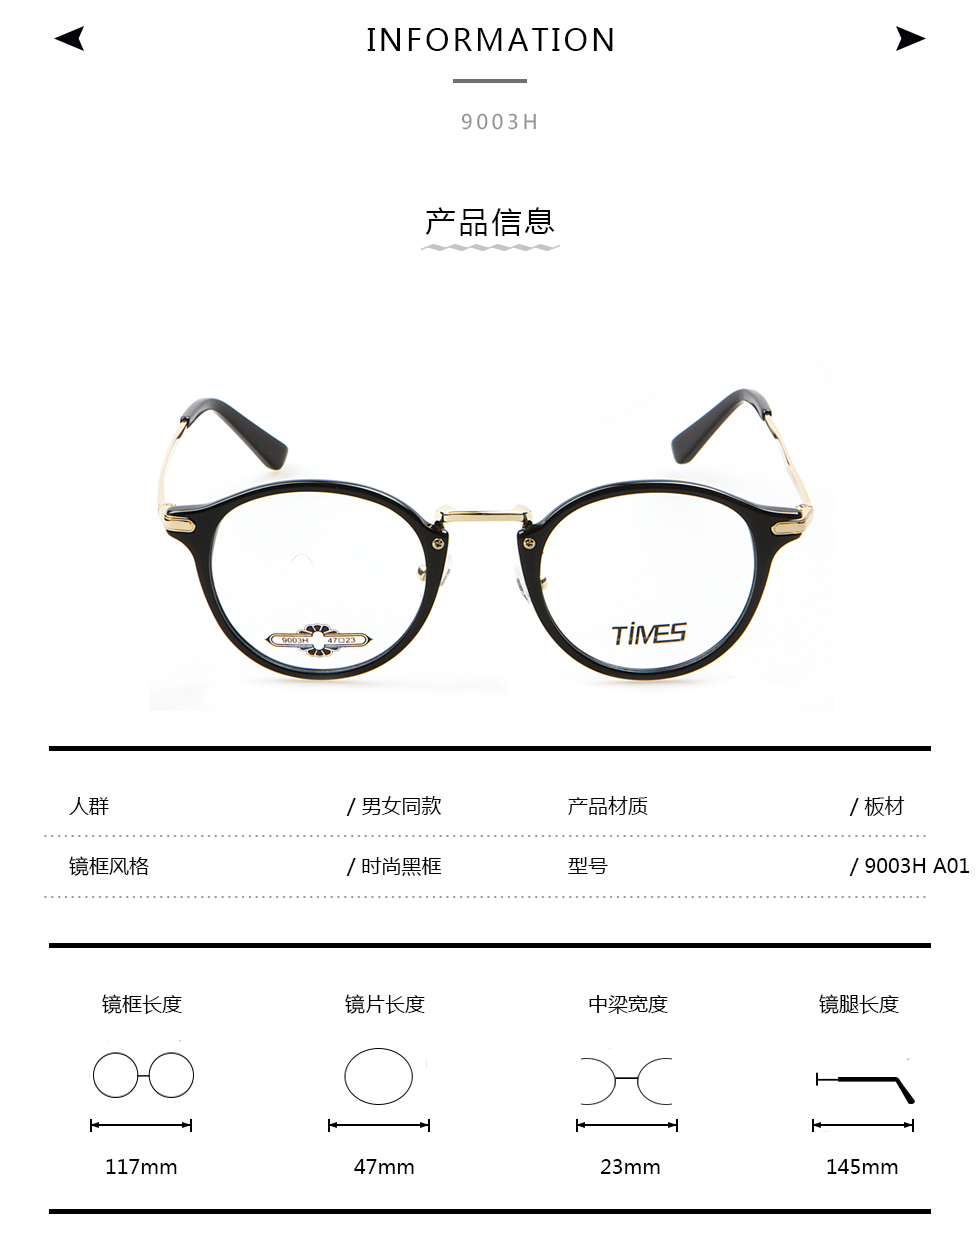 INFORMATION
9003H
产品信息
9003H 47□23
TIMES
人群 / 男女同款 产品材质 / 板材
镜框风格 / 时尚黑框 型号 / 9003H A01
镜框长度 镜片长度 中梁宽度 镜腿长度
117mm 47mm 23mm 145mm